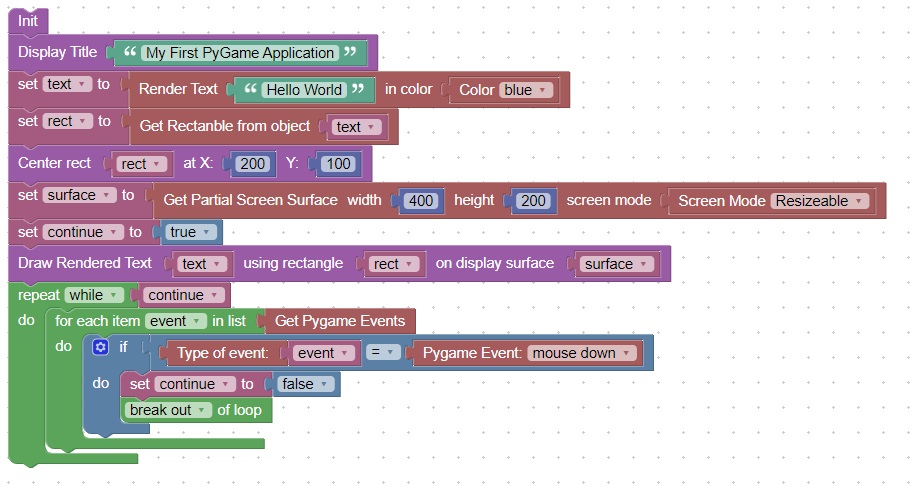 Init
Display Title “ My First PyGame Application ”
set text to Render Text “ Hello World ” in color Color blue
set rect to Get Rectanble from object text
Center rect rect at X: 200 Y: 100
set surface to Get Partial Screen Surface width 400 height 200 screen mode Screen Mode Resizeable
set continue to true
Draw Rendered Text text using rectangle rect on display surface surface
repeat while continue
do for each item event in list Get Pygame Events
do if Type of event: event = Pygame Event: mouse down
do set continue to false
break out of loop